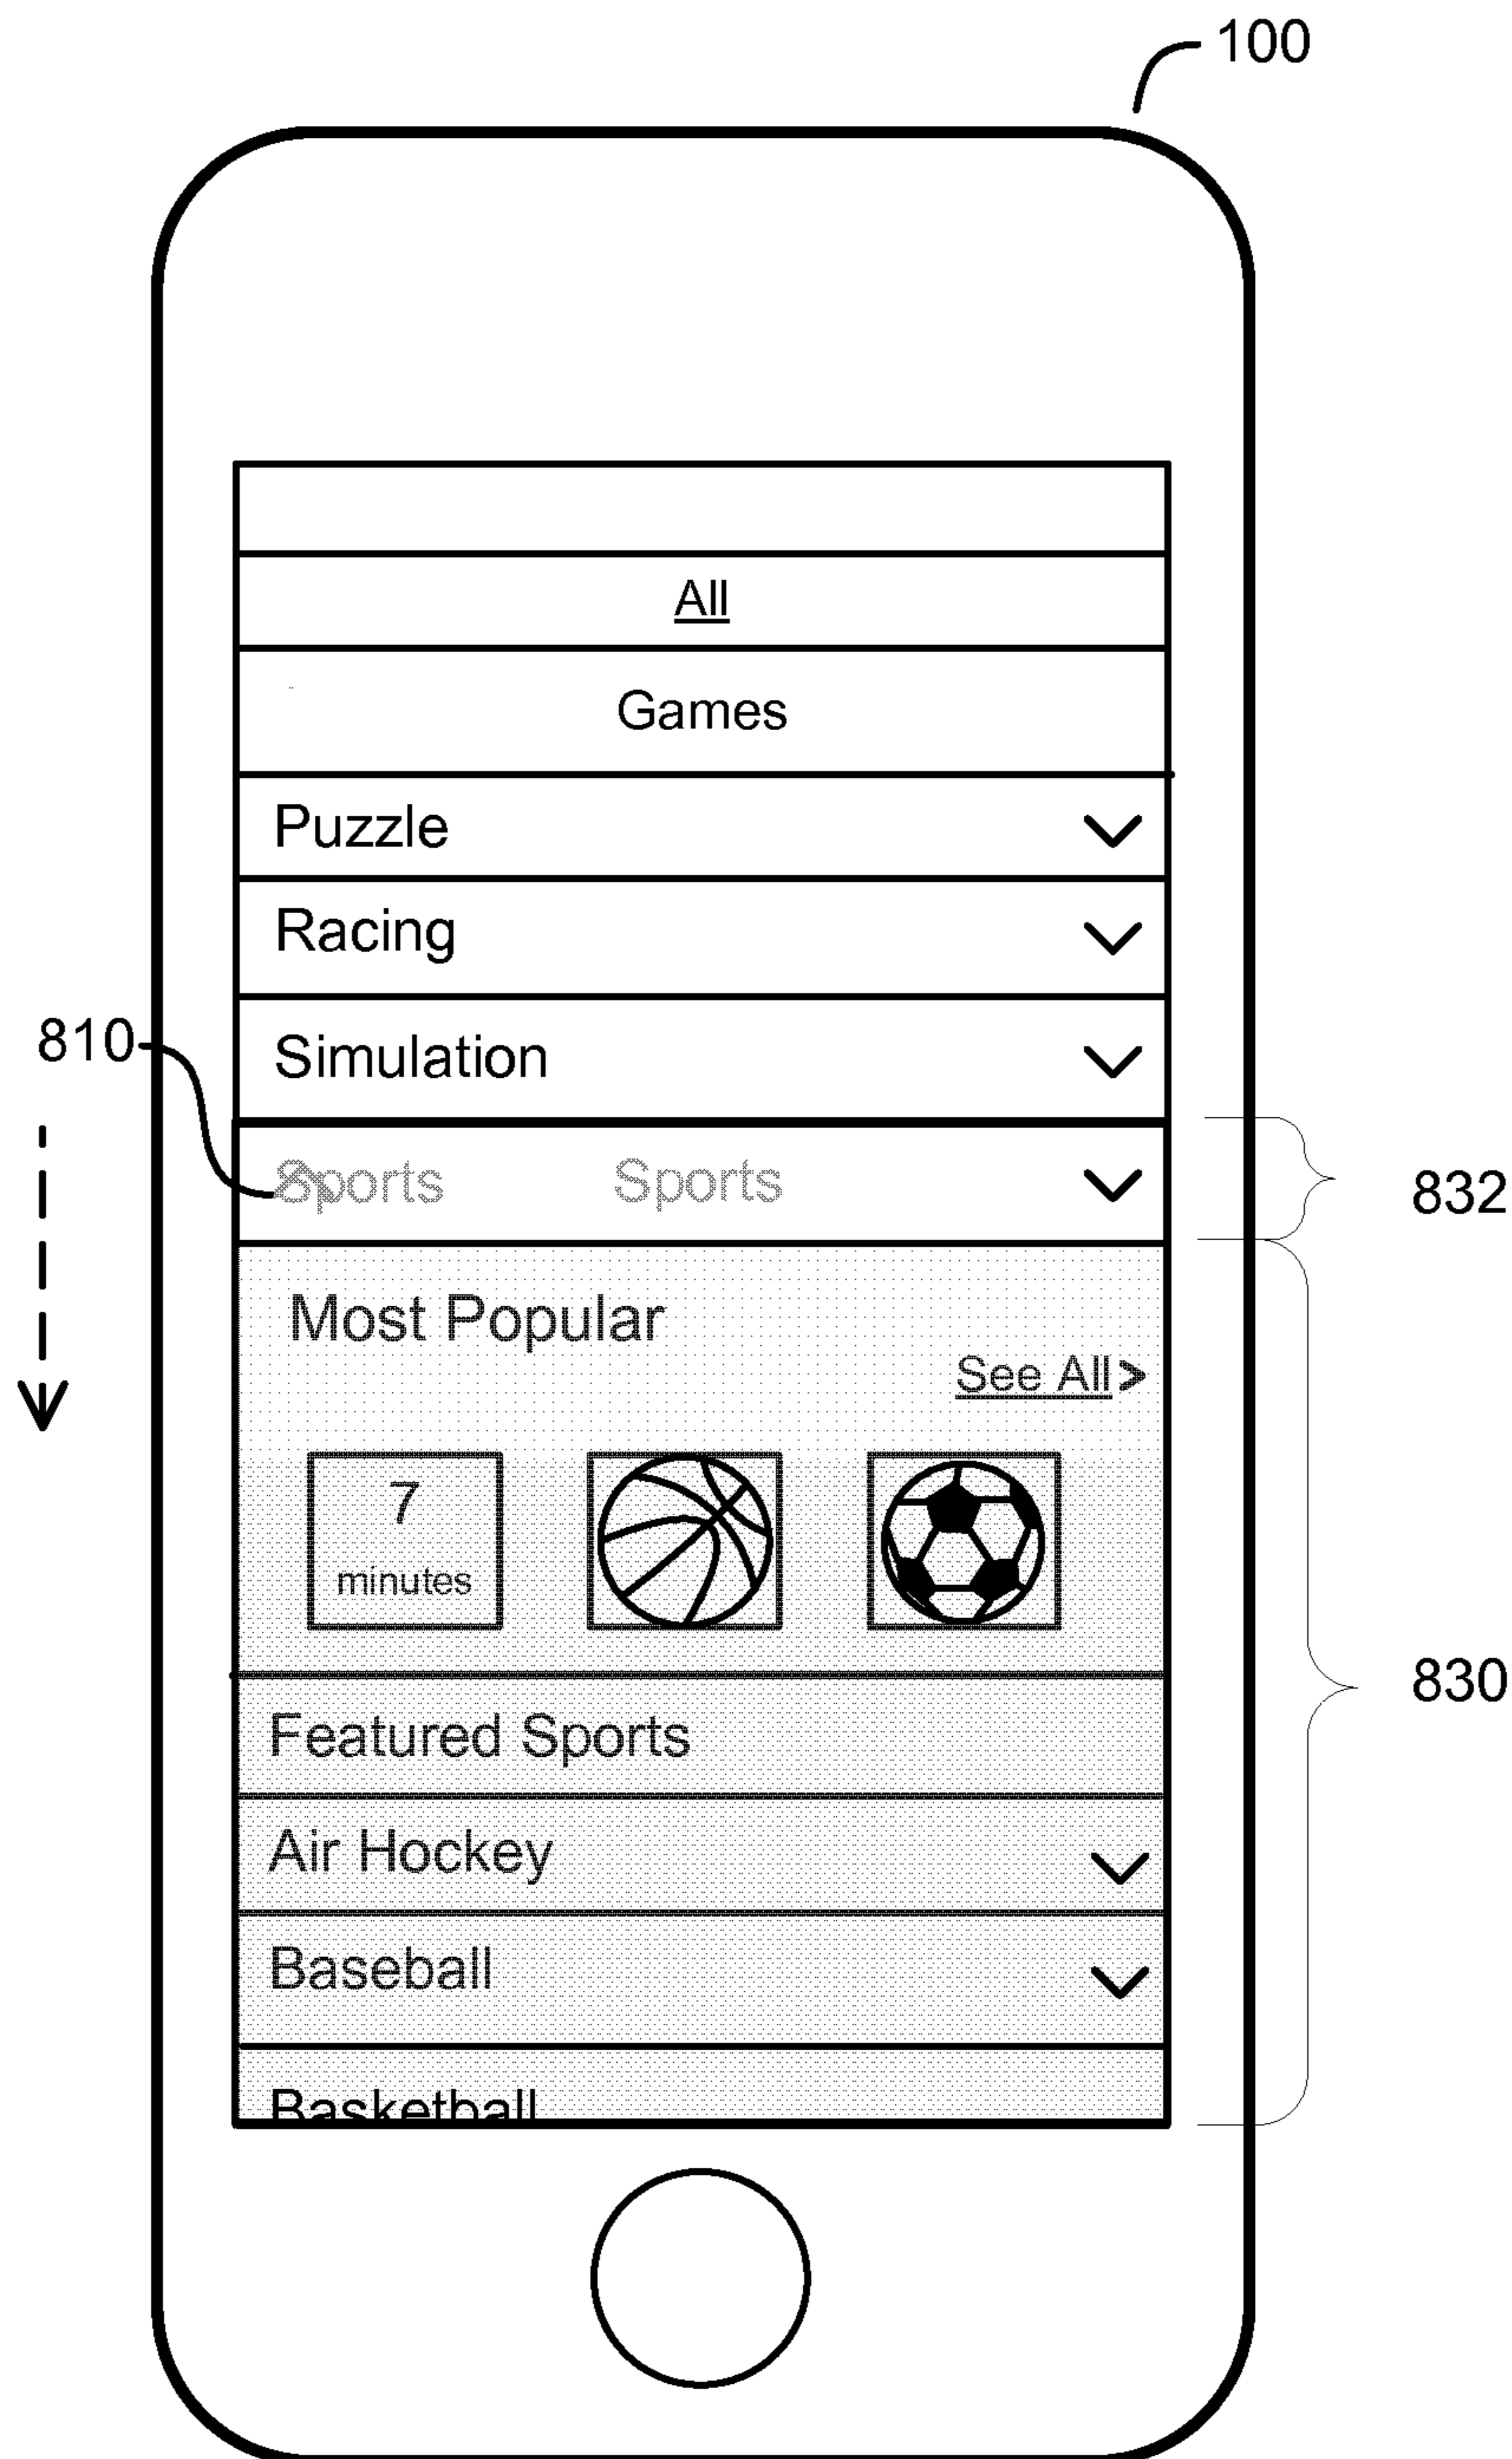 100
All
Games
Puzzle
Racing
Simulation
810
Sports Sports
832
Most Popular
See All>
7
minutes
830
Featured Sports
Air Hockey
Baseball
Basketball